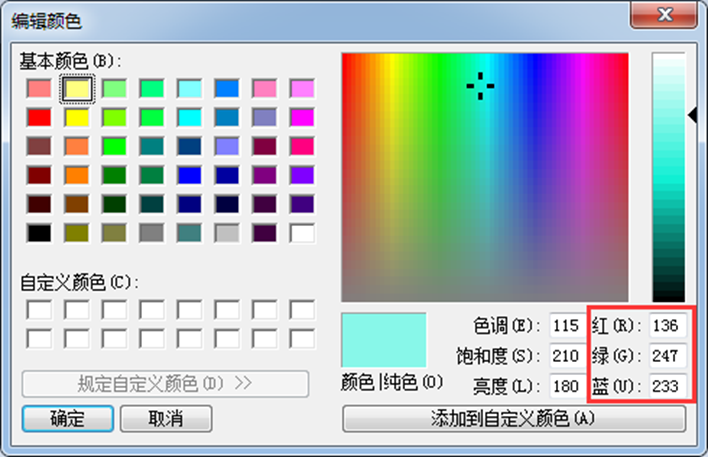 编辑颜色
基本颜色(B):
自定义颜色(C):
规定自定义颜色(D) >>
确定 取消
颜色|纯色(O)
色调(E): 115 红(R): 136
饱和度(S): 210 绿(G): 247
亮度(L): 180 蓝(U): 233
添加到自定义颜色(A)